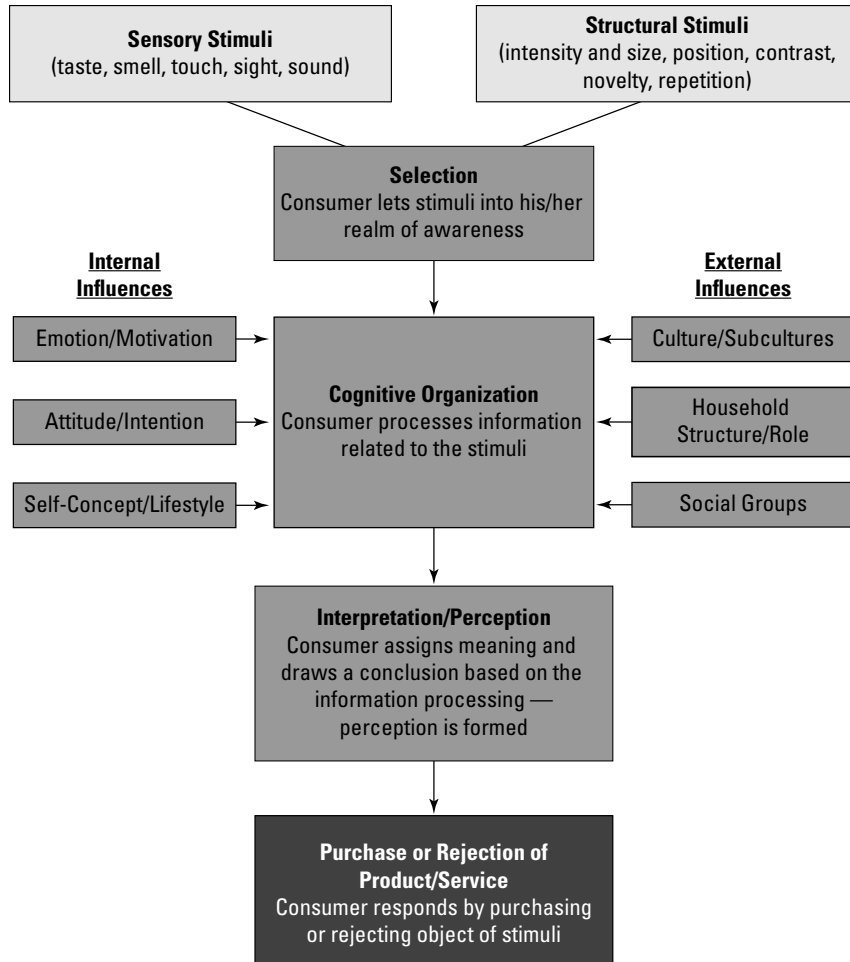 Sensory Stimuli
(taste, smell, touch, sight, sound)
Structural Stimuli
(intensity and size, position, contrast,
novelty, repetition)
Selection
Consumer lets stimuli into his/her
realm of awareness
Internal
Influences
External
Influences
Emotion/Motivation
Attitude/Intention
Self-Concept/Lifestyle
Cognitive Organization
Consumer processes information
related to the stimuli
Culture/Subcultures
Household
Structure/Role
Social Groups
Interpretation/Perception
Consumer assigns meaning and
draws a conclusion based on the
information processing —
perception is formed
Purchase or Rejection of
Product/Service
Consumer responds by purchasing
or rejecting object of stimuli